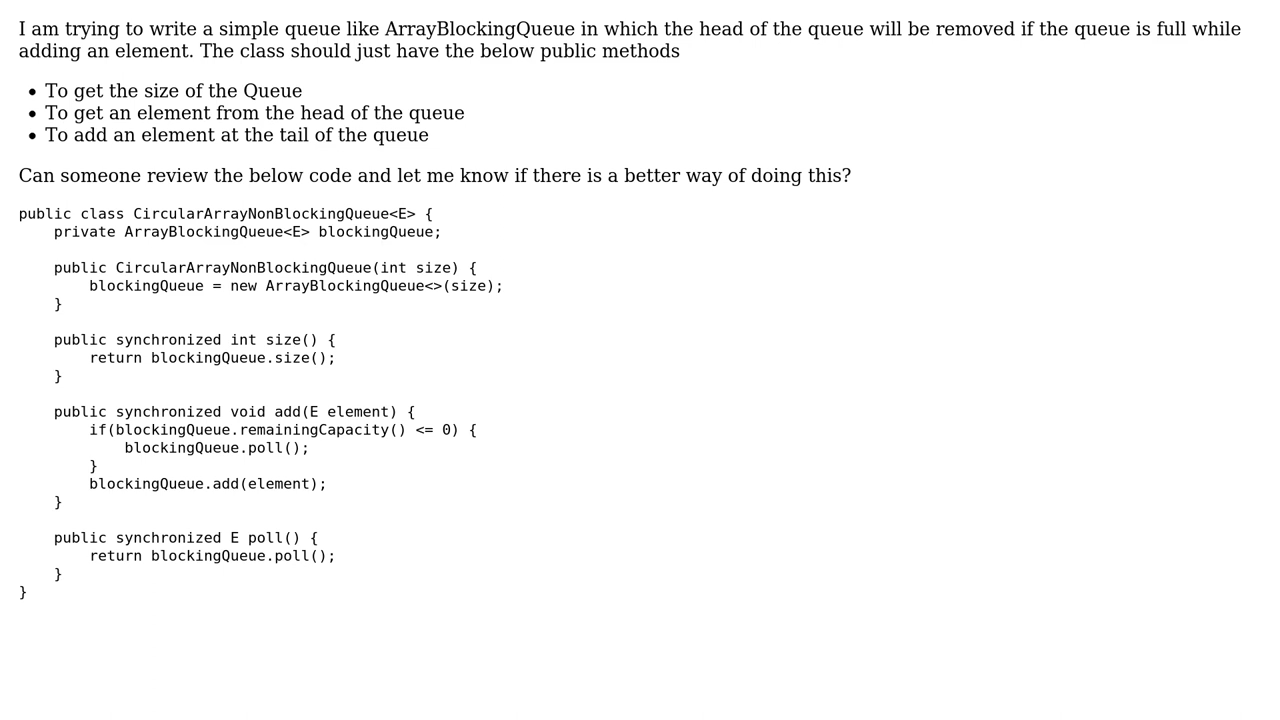 I am trying to write a simple queue like ArrayBlockingQueue in which the head of the queue will be removed if the queue is full while
adding an element. The class should just have the below public methods
• To get the size of the Queue
• To get an element from the head of the queue
• To add an element at the tail of the queue
Can someone review the below code and let me know if there is a better way of doing this?
public class CircularArrayNonBlockingQueue<E> {
    private ArrayBlockingQueue<E> blockingQueue;

    public CircularArrayNonBlockingQueue(int size) {
        blockingQueue = new ArrayBlockingQueue<>(size);
    }

    public synchronized int size() {
        return blockingQueue.size();
    }

    public synchronized void add(E element) {
        if(blockingQueue.remainingCapacity() <= 0) {
            blockingQueue.poll();
        }
        blockingQueue.add(element);
    }

    public synchronized E poll() {
        return blockingQueue.poll();
    }
}